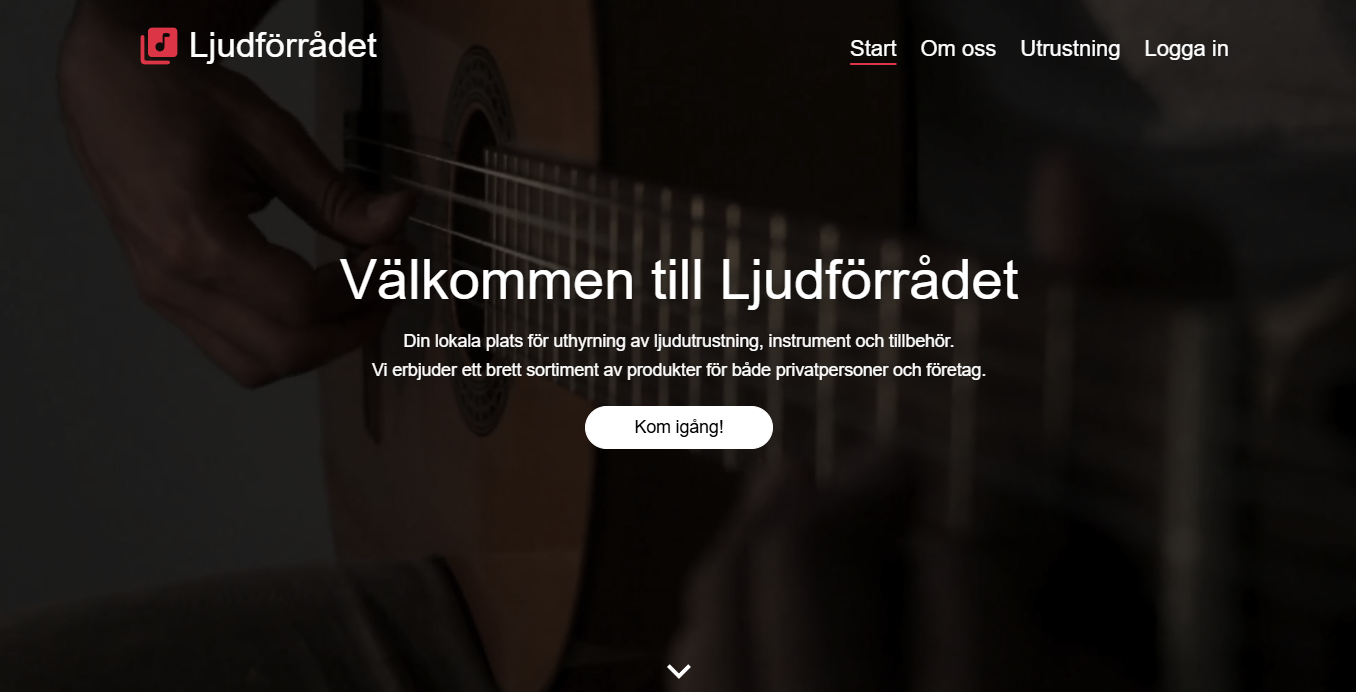 Ljudförrådet
Start Om oss Utrustning Logga in
Välkommen till Ljudförrådet
Din lokala plats för uthyrning av ljudutrustning, instrument och tillbehör.
Vi erbjuder ett brett sortiment av produkter för både privatpersoner och företag.
Kom igång!